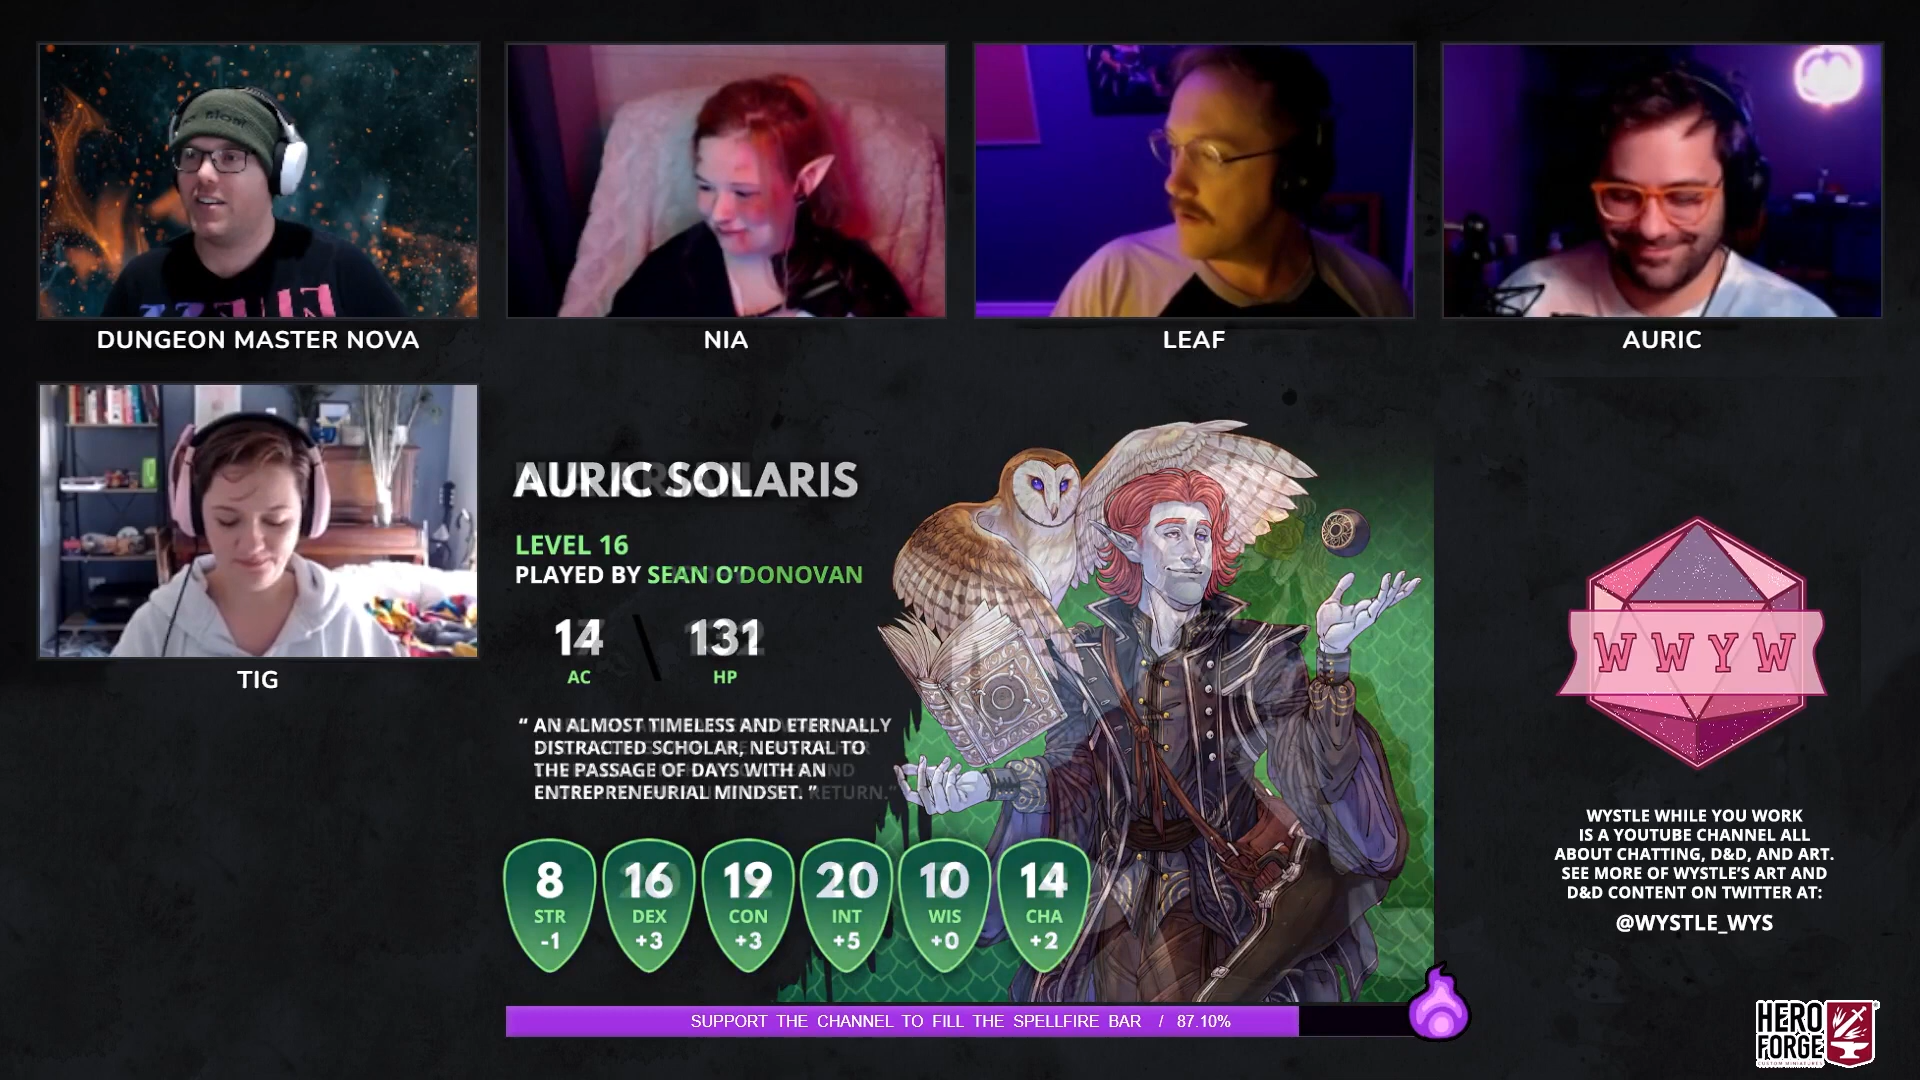 DUNGEON MASTER NOVA
NIA
LEAF
AURIC
TIG
AURIC SOLARIS
LEVEL 16
PLAYED BY SEAN O'DONOVAN
14
AC
131
HP
“ AN ALMOST TIMELESS AND ETERNALLY
DISTRACTED SCHOLAR, NEUTRAL TO
THE PASSAGE OF DAYS WITH AN
ENTREPRENEURIAL MINDSET. ”
8
STR
-1
16
DEX
+3
19
CON
+3
20
INT
+5
10
WIS
+0
14
CHA
+2
SUPPORT THE CHANNEL TO FILL THE SPELLFIRE BAR / 87.10%
WWYW
WYSTLE WHILE YOU WORK
IS A YOUTUBE CHANNEL ALL
ABOUT CHATTING, D&D, AND ART.
SEE MORE OF WYSTLE'S ART AND
D&D CONTENT ON TWITTER AT:
@WYSTLE_WYS
HERO
FORGE
CUSTOM MINIATURES